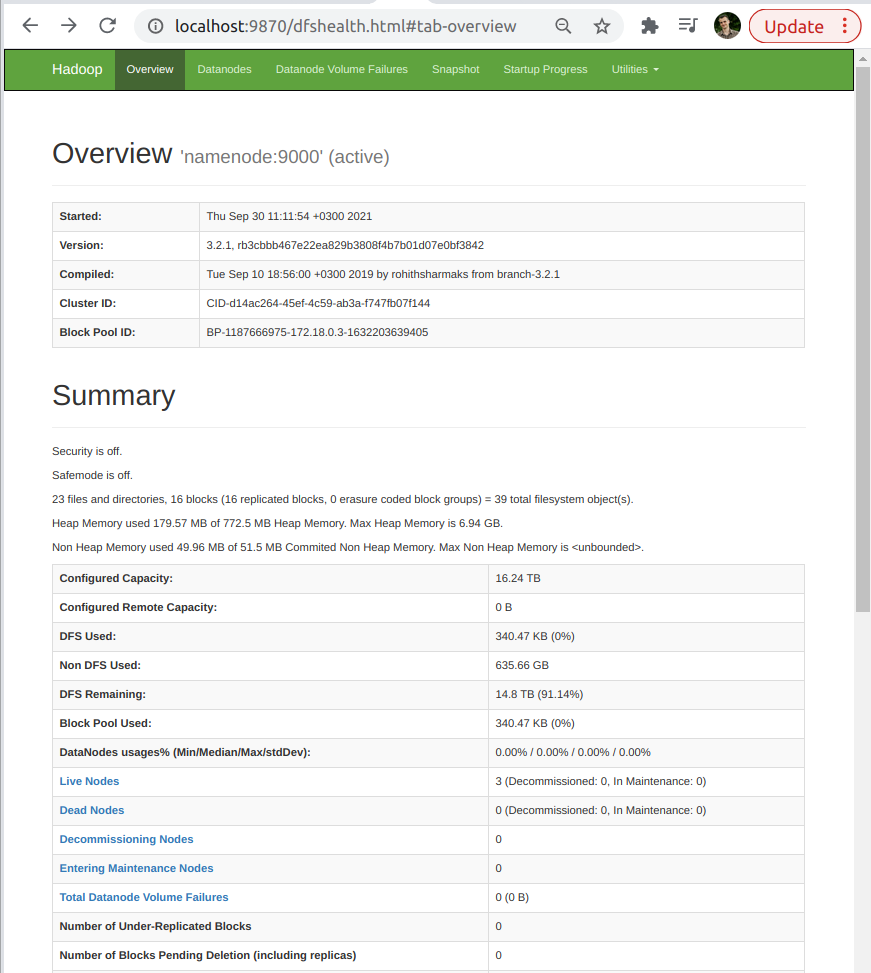 localhost:9870/dfshealth.html#tab-overview
Update
Hadoop Overview Datanodes Datanode Volume Failures Snapshot Startup Progress Utilities
Overview 'namenode:9000' (active)
Started: Thu Sep 30 11:11:54 +0300 2021
Version: 3.2.1, rb3cbbb467e22ea829b3808f4b7b01d07e0bf3842
Compiled: Tue Sep 10 18:56:00 +0300 2019 by rohithsharmaks from branch-3.2.1
Cluster ID: CID-d14ac264-45ef-4c59-ab3a-f747fb07f144
Block Pool ID: BP-1187666975-172.18.0.3-1632203639405
Summary
Security is off.
Safemode is off.
23 files and directories, 16 blocks (16 replicated blocks, 0 erasure coded block groups) = 39 total filesystem object(s).
Heap Memory used 179.57 MB of 772.5 MB Heap Memory. Max Heap Memory is 6.94 GB.
Non Heap Memory used 49.96 MB of 51.5 MB Commited Non Heap Memory. Max Non Heap Memory is <unbounded>.
Configured Capacity: 16.24 TB
Configured Remote Capacity: 0 B
DFS Used: 340.47 KB (0%)
Non DFS Used: 635.66 GB
DFS Remaining: 14.8 TB (91.14%)
Block Pool Used: 340.47 KB (0%)
DataNodes usages% (Min/Median/Max/stdDev): 0.00% / 0.00% / 0.00% / 0.00%
Live Nodes 3 (Decommissioned: 0, In Maintenance: 0)
Dead Nodes 0 (Decommissioned: 0, In Maintenance: 0)
Decommissioning Nodes 0
Entering Maintenance Nodes 0
Total Datanode Volume Failures 0 (0 B)
Number of Under-Replicated Blocks 0
Number of Blocks Pending Deletion (including replicas) 0